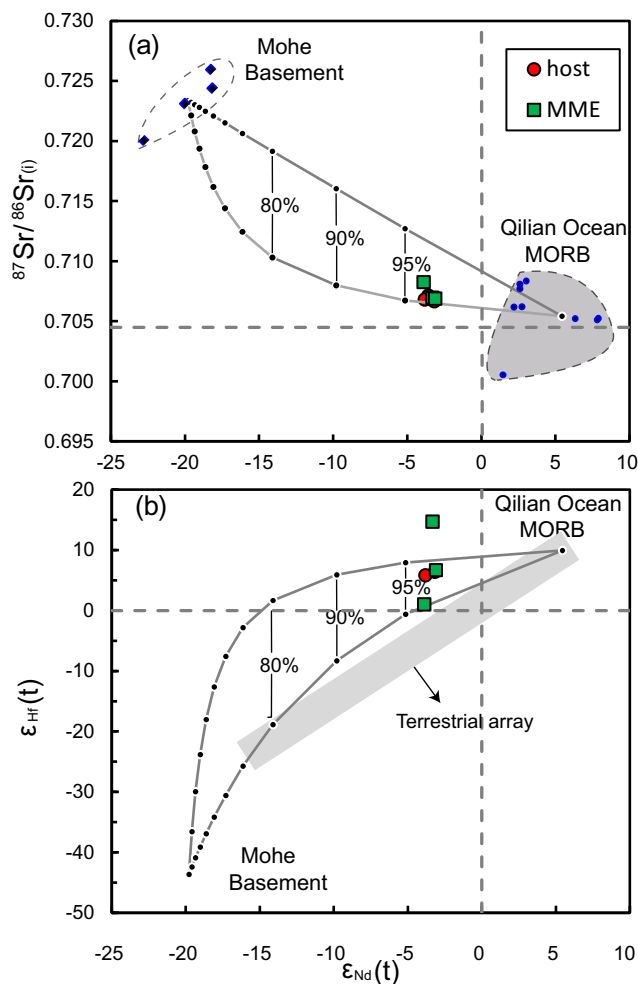 (a)
Mohe
Basement
host
MME
Qilian Ocean
MORB
80%
90%
95%
⁸⁷Sr/⁸⁶Sr(i)
0.730
0.725
0.720
0.715
0.710
0.705
0.700
0.695
-25 -20 -15 -10 -5 0 5 10
(b)
Qilian Ocean
MORB
95%
90%
80%
Terrestrial array
Mohe
Basement
εHf(t)
20
10
0
-10
-20
-30
-40
-50
-25 -20 -15 -10 -5 0 5 10
εNd(t)